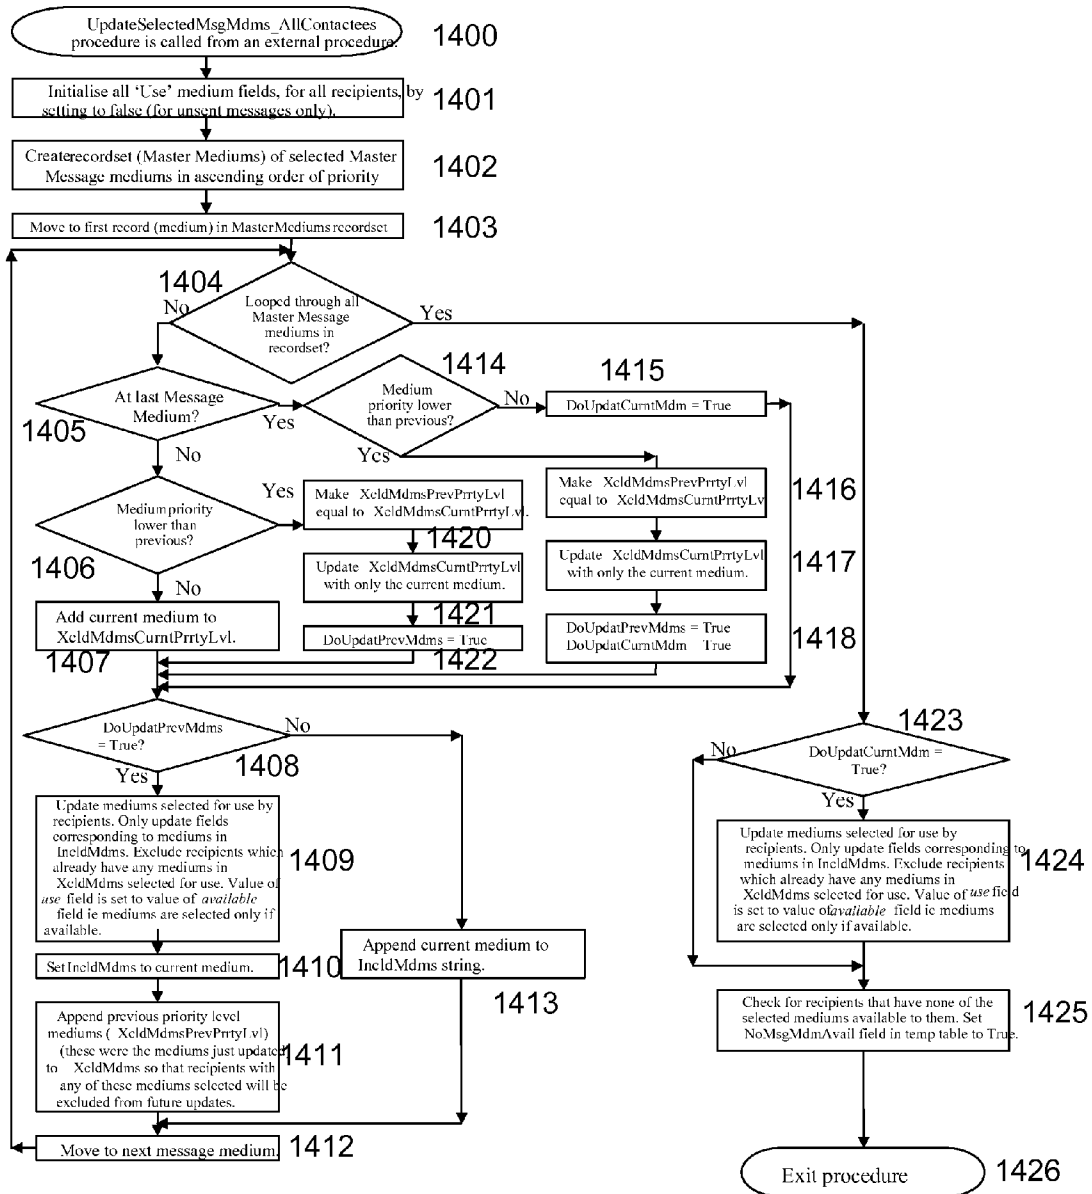 UpdateSelectedMsgMdms_AllContactees
procedure is called from an external procedure.
1400
Initialise all 'Use' medium fields, for all recipients, by
setting to false (for unsent messages only).
1401
Createrecordset (Master Mediums) of selected Master
Message mediums in ascending order of priority
1402
Move to first record (medium) in MasterMediums recordset
1403
1404
No
Looped through all
Master Message
mediums in
recordset?
Yes
At last Message
Medium?
1405
Yes
No
1414
Medium
priority lower
than previous?
No
Yes
1415
DoUpdatCurntMdm = True
Medium priority
lower than
previous?
1406
Yes
No
Make XcldMdmsPrevPrrtyLvl
equal to XcldMdmsCurntPrrtyLvl.
1420
Update XcldMdmsCurntPrrtyLvl
with only the current medium.
1421
DoUpdatPrevMdms = True
1422
Make XcldMdmsPrevPrrtyLvl
equal to XcldMdmsCurntPrrtyLvl
1416
Update XcldMdmsCurntPrrtyLvl
with only the current medium.
1417
DoUpdatPrevMdms = True
DoUpdatCurntMdm True
1418
Add current medium to
XcldMdmsCurntPrrtyLvl.
1407
DoUpdatPrevMdms
= True?
No
1408
Yes
Update mediums selected for use by
recipients. Only update fields
corresponding to mediums in
IncldMdms. Exclude recipients which
already have any mediums in
XcldMdms selected for use. Value of
use field is set to value of available
field ie mediums are selected only if
available.
1409
Set IncldMdms to current medium.
1410
Append previous priority level
mediums ( XcldMdmsPrevPrrtyLvl)
(these were the mediums just updated
to XcldMdms so that recipients with
any of these mediums selected will be
excluded from future updates.
1411
Move to next message medium.
1412
Append current medium to
IncldMdms string.
1413
1423
No
DoUpdatCurntMdm =
True?
Yes
Update mediums selected for use by
recipients. Only update fields corresponding to
mediums in IncldMdms. Exclude recipients
which already have any mediums in
XcldMdms selected for use. Value of use field
is set to value of available field ie mediums
are selected only if available.
1424
Check for recipients that have none of the
selected mediums available to them. Set
NoMsgMdmAvail field in temp table to True.
1425
Exit procedure
1426